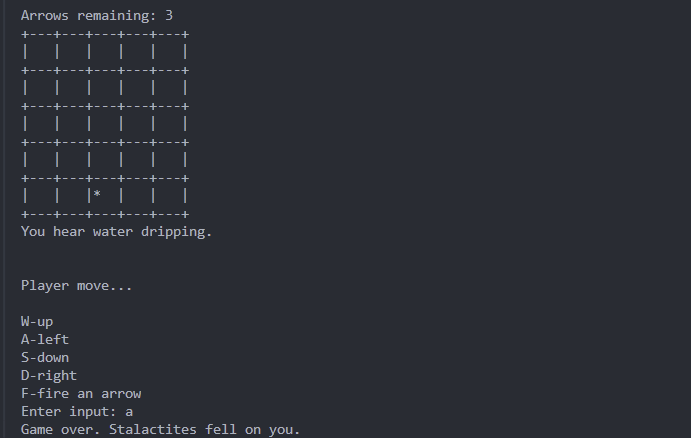 Arrows remaining: 3
+---+---+---+---+---+
|   |   |   |   |   |
+---+---+---+---+---+
|   |   |   |   |   |
+---+---+---+---+---+
|   |   |   |   |   |
+---+---+---+---+---+
|   |   |   |   |   |
+---+---+---+---+---+
|   |   |*  |   |   |
+---+---+---+---+---+
You hear water dripping.
Player move...
W-up
A-left
S-down
D-right
F-fire an arrow
Enter input: a
Game over. Stalactites fell on you.